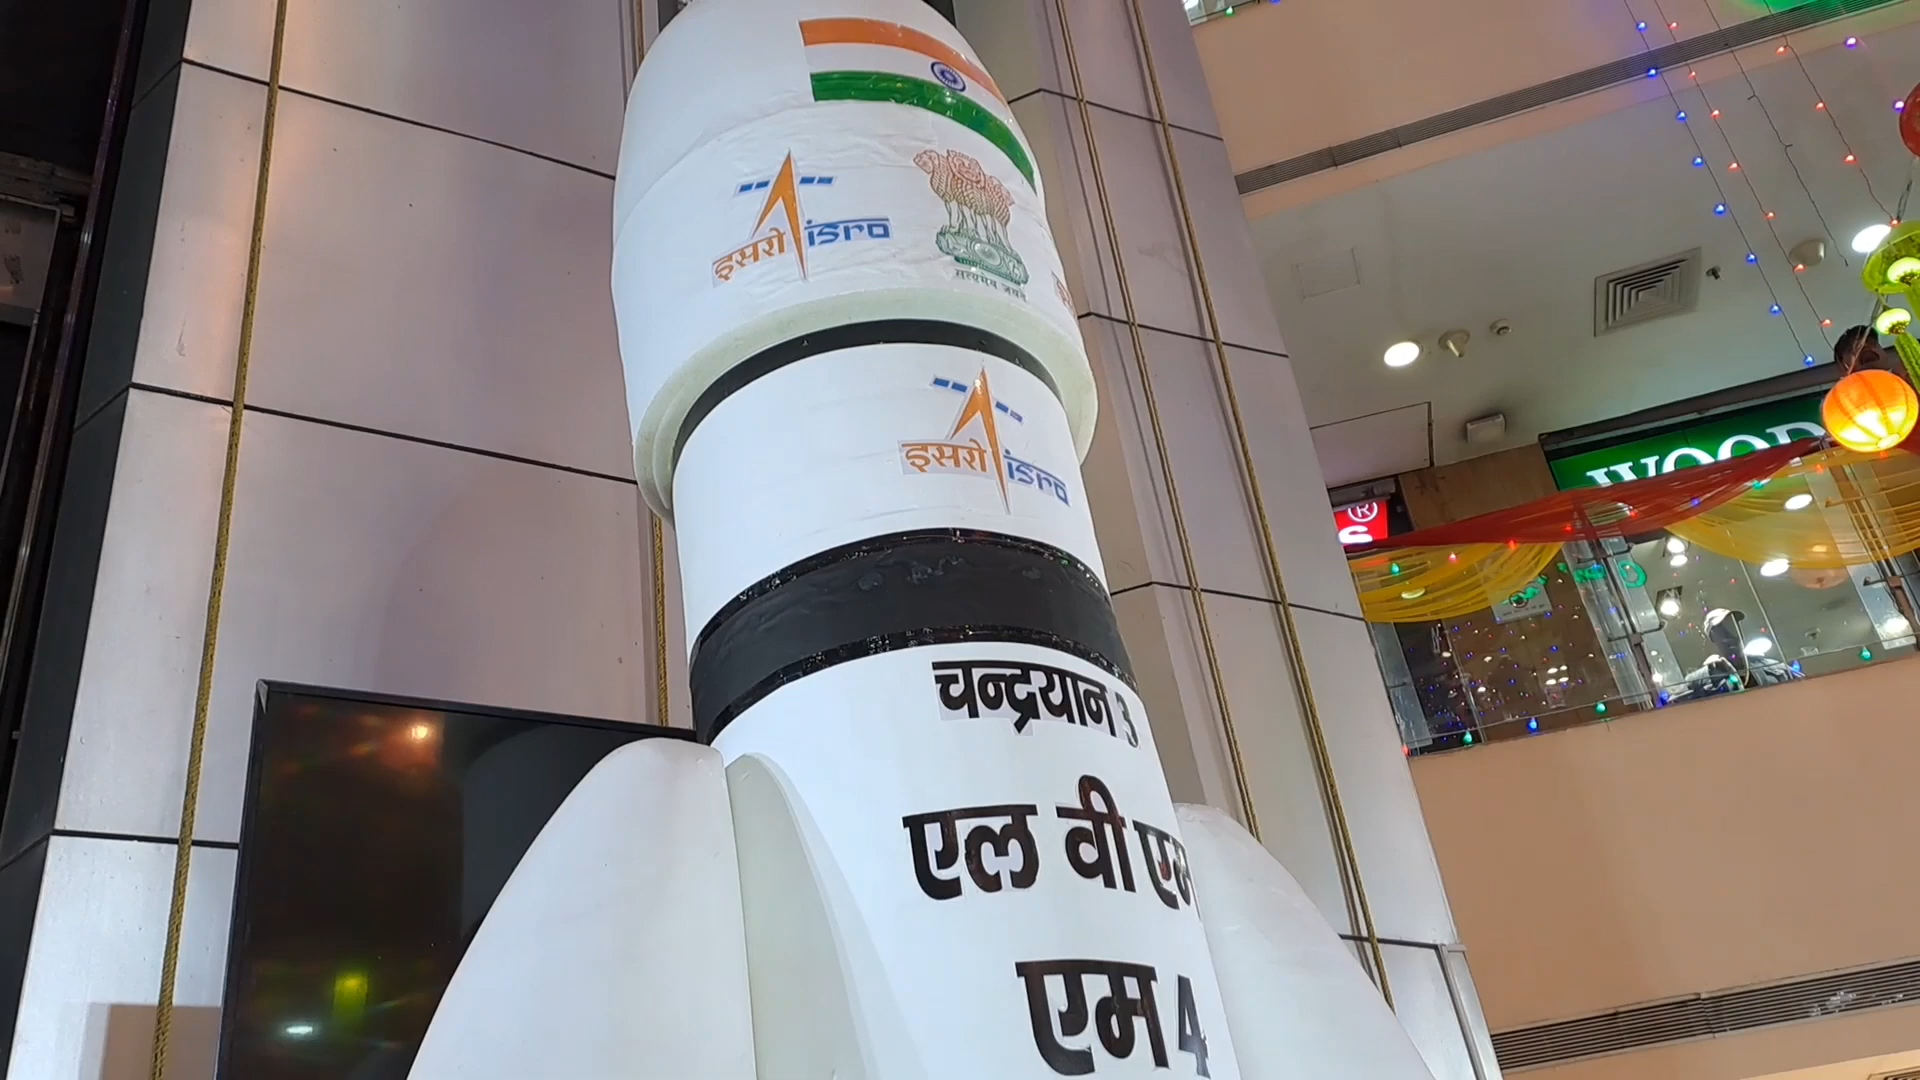 इसरो isro
सत्यमेव जयते
इसरो isro
चन्द्रयान 3
एल वी एम
एम 4
WOOD
S ®